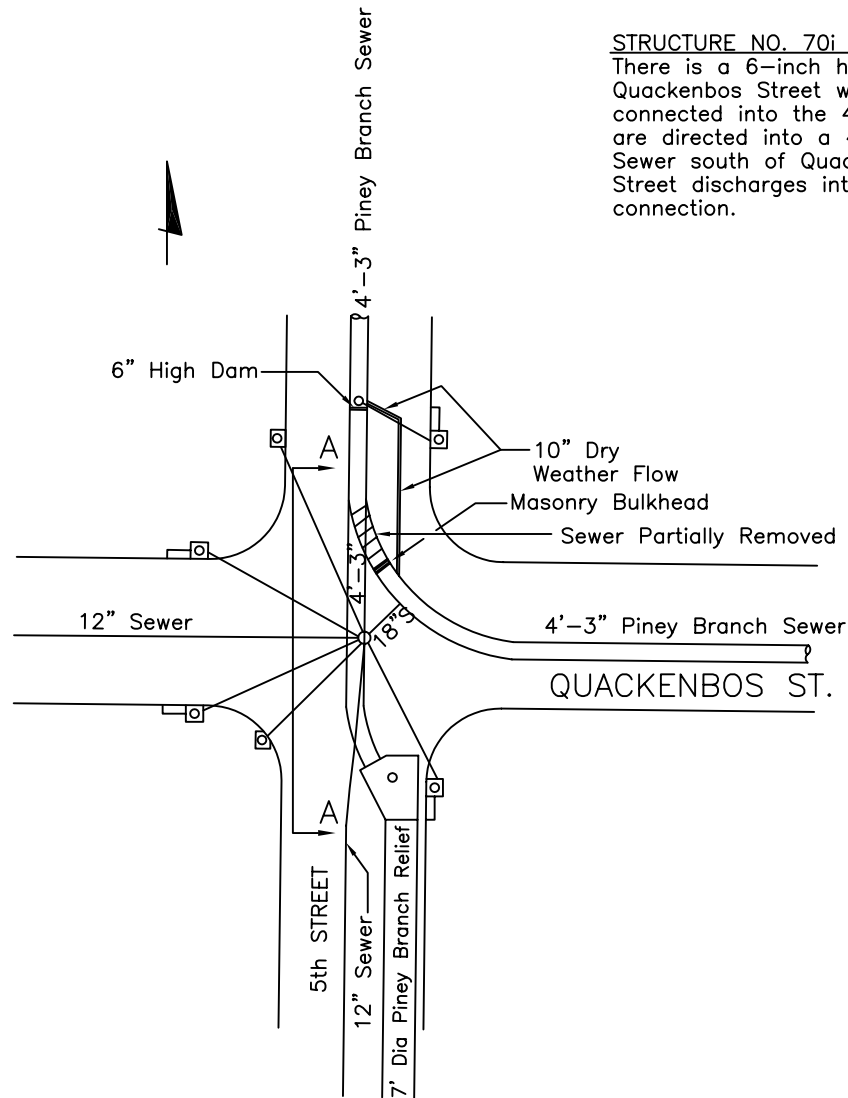 STRUCTURE NO. 70i
There is a 6-inch h
Quackenbos Street w
connected into the 4
are directed into a
Sewer south of Quac
Street discharges int
connection.
4'-3" Piney Branch Sewer
6" High Dam
A
10" Dry
Weather Flow
Masonry Bulkhead
Sewer Partially Removed
4'-3"
12" Sewer
18"S
4'-3" Piney Branch Sewer
QUACKENBOS ST.
A
5th STREET
12" Sewer
7' Dia Piney Branch Relief